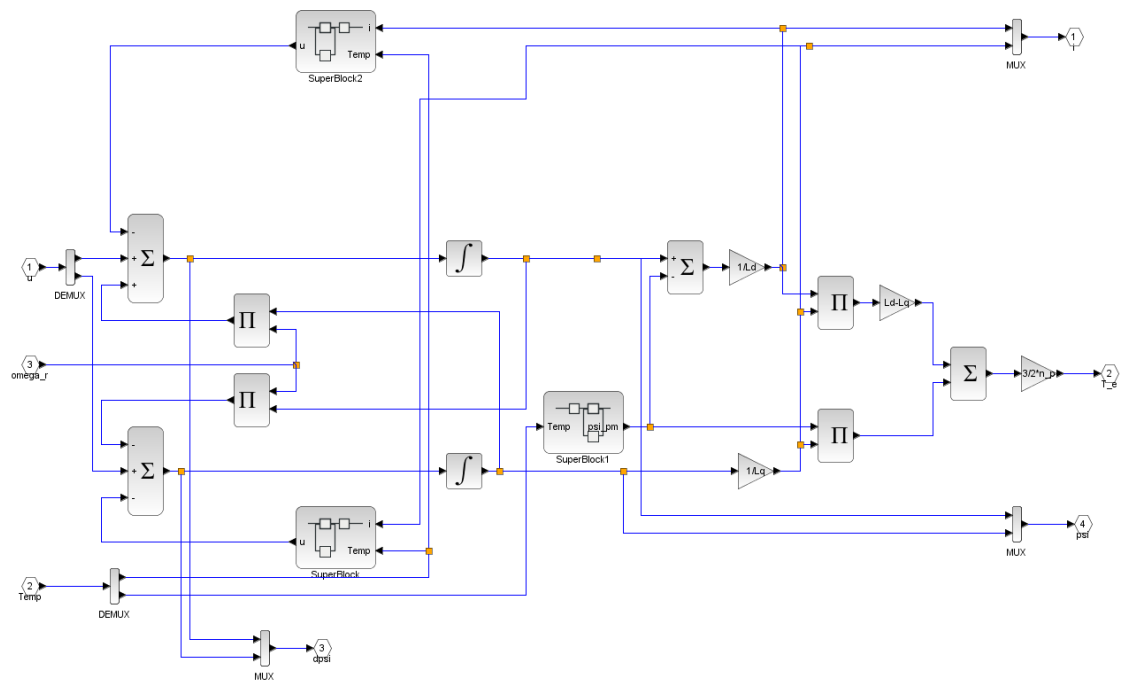 u
i
Temp
SuperBlock2
1
I
MUX
-
+
+
Σ
1
u
DEMUX
∫
+
-
Σ
1/Ld
Π
Π
Ld-Lq
3
omega_r
Π
Σ
3/2*n_p
2
T_e
Temp
psi_pm
SuperBlock1
Π
-
+
-
Σ
∫
1/Lq
u
i
Temp
SuperBlock
MUX
4
psi
2
Temp
DEMUX
MUX
3
dpsi